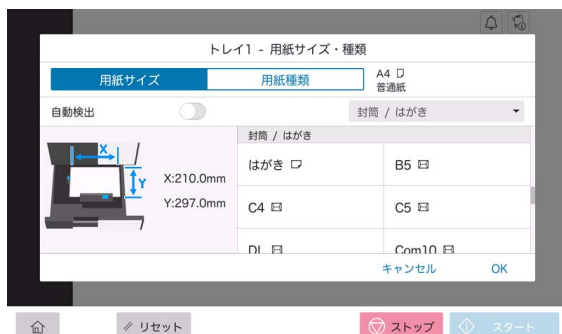 トレイ1 - 用紙サイズ・種類
用紙サイズ
用紙種類
A4
普通紙
自動検出
封筒 / はがき
封筒 / はがき
はがき
B5
X:210.0mm
Y:297.0mm
C4
C5
DL
Com10
X
Y
キャンセル
OK
リセット
ストップ
スタート